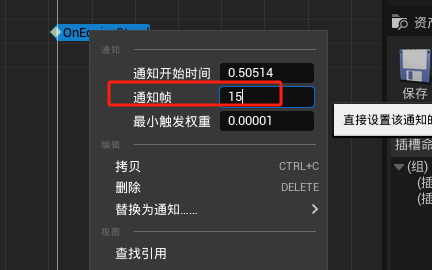 通知
通知开始时间 0.50514
通知帧 15
最小触发权重 0.00001
编辑
拷贝 CTRL+C
删除 DELETE
替换为通知......
视图
查找引用
资产
保存
直接设置该通知的
插槽命
(组)
(插
(插